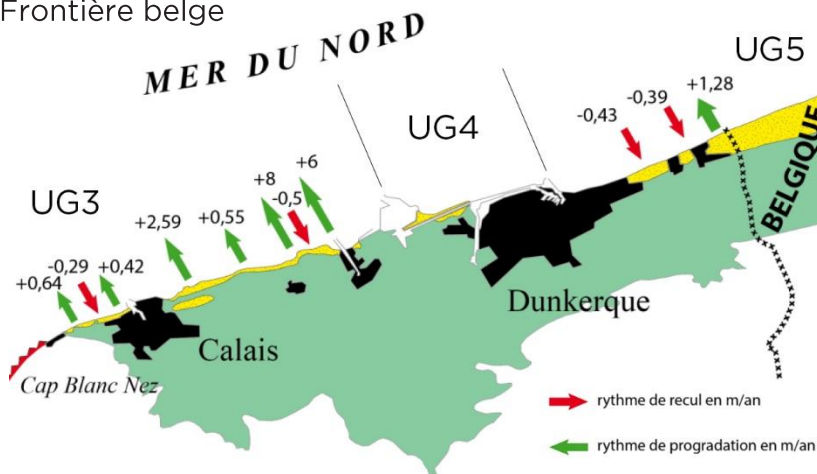 Frontière belge
MER DU NORD
UG5
+1,28
-0,39
-0,43
UG4
+6
+8
-0,5
UG3
+2,59
+0,55
-0,29
+0,42
+0,64
BELGIQUE
Dunkerque
Calais
Cap Blanc Nez
rythme de recul en m/an
rythme de progradation en m/an